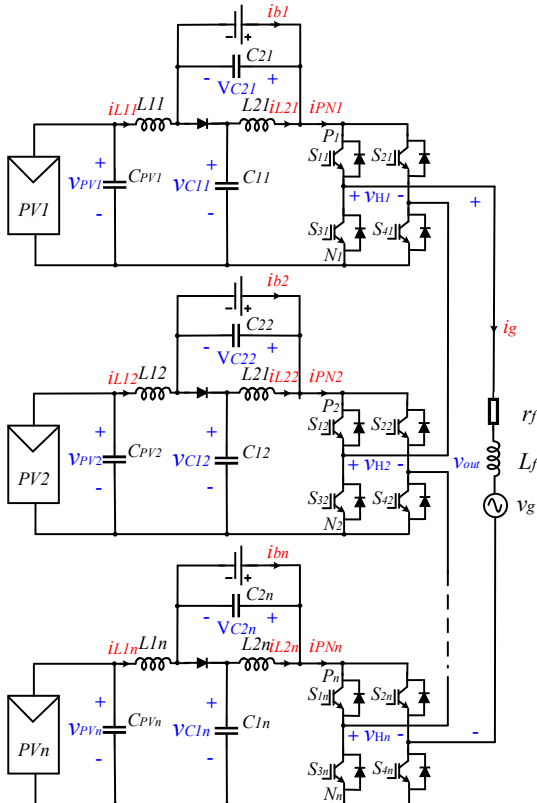 ib1
- +
C21
- VC21 +
iL11 L11 iL21 L21 iPN1
P1
S11 S21
+ CPV1 + C11
vPV1 vC11
- -
PV1
+ vH1 - +
S31 S41
N1
ib2
- +
C22
- VC22 +
ig
iL12 L12 iL22 L21 iPN2
P2
S12 S22
rf
+ CPV2 + C12
vPV2 vC12
- -
PV2
+ vH2 - vout Lf
S32 S42
vg
N2
ibn
- +
C2n
- VC2n +
iL1n L1n iL2n L2n iPNn
Pn
S1n S2n
+ CPVn + C1n
vPVn vC1n
- -
PVn
+ vHn - -
S3n S4n
Nn